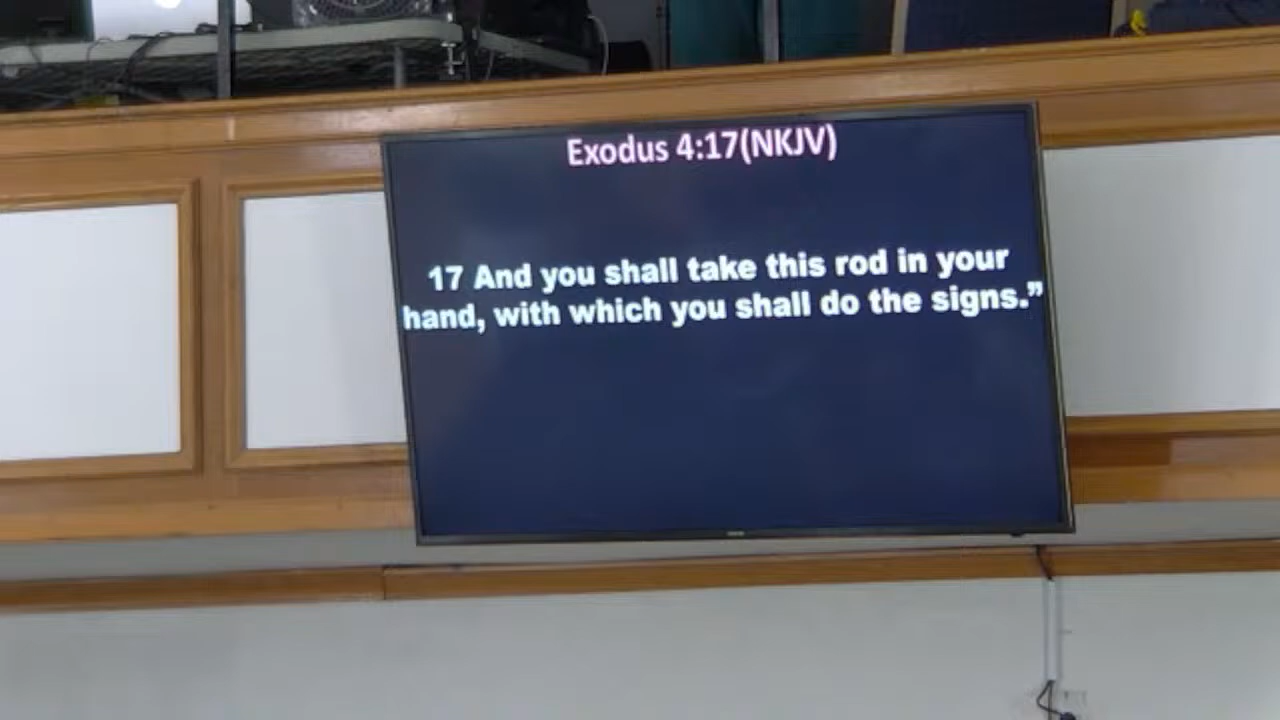 Exodus 4:17(NKJV)
17 And you shall take this rod in your
hand, with which you shall do the signs.”